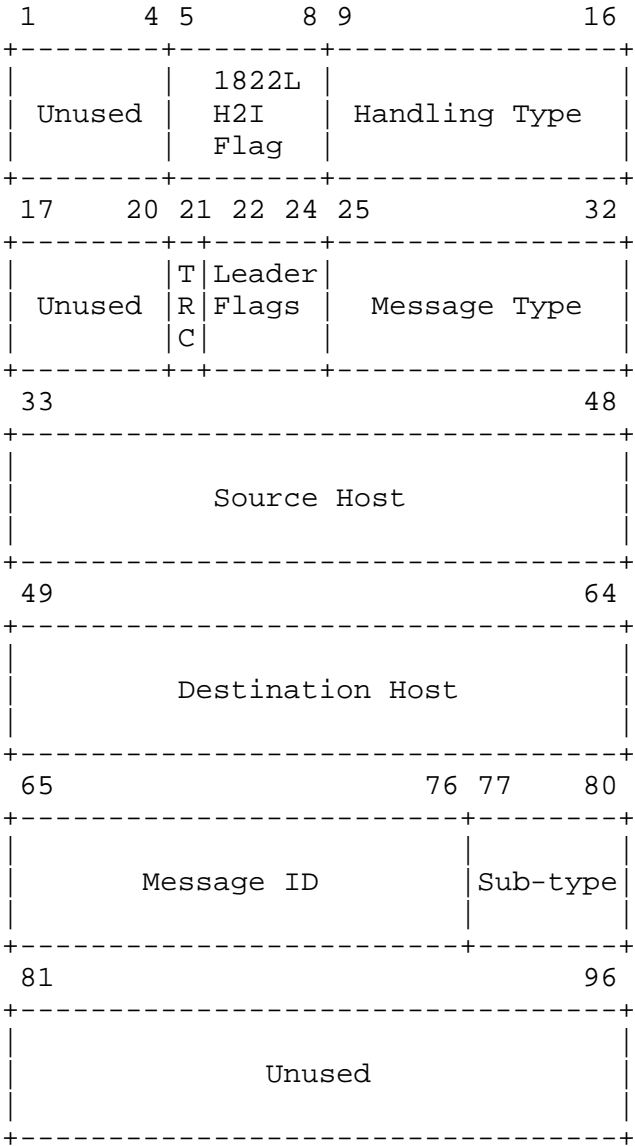 1 4 5 8 9 16
1822L
Unused H2I Handling Type
Flag
17 20 21 22 24 25 32
T Leader
Unused R Flags Message Type
C
33 48
Source Host
49 64
Destination Host
65 76 77 80
Message ID Sub-type
81 96
Unused